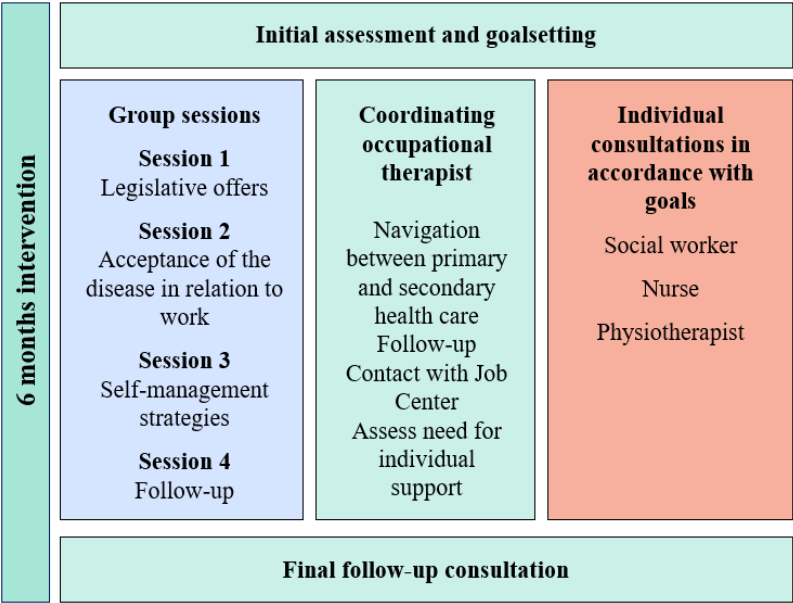 6 months intervention
Initial assessment and goalsetting
Group sessions
Session 1
Legislative offers
Session 2
Acceptance of the
disease in relation to
work
Session 3
Self-management
strategies
Session 4
Follow-up
Coordinating
occupational
therapist
Navigation
between primary
and secondary
health care
Follow-up
Contact with Job
Center
Assess need for
individual
support
Individual
consultations in
accordance with
goals
Social worker
Nurse
Physiotherapist
Final follow-up consultation